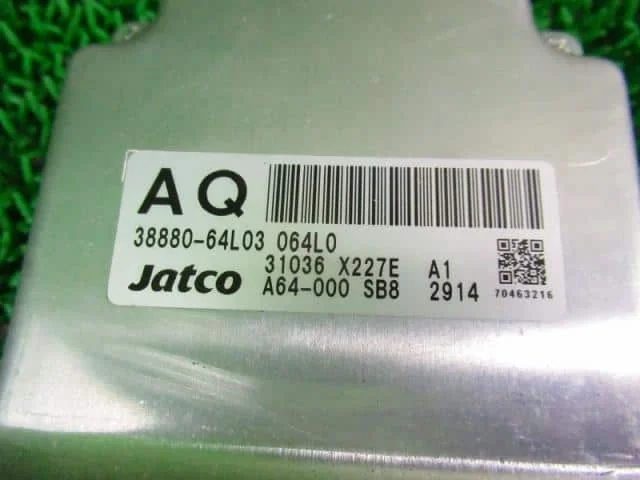 AQ
38880-64L03 064L0
31036 X227E A1
Jatco A64-000 SB8 2914
70463216